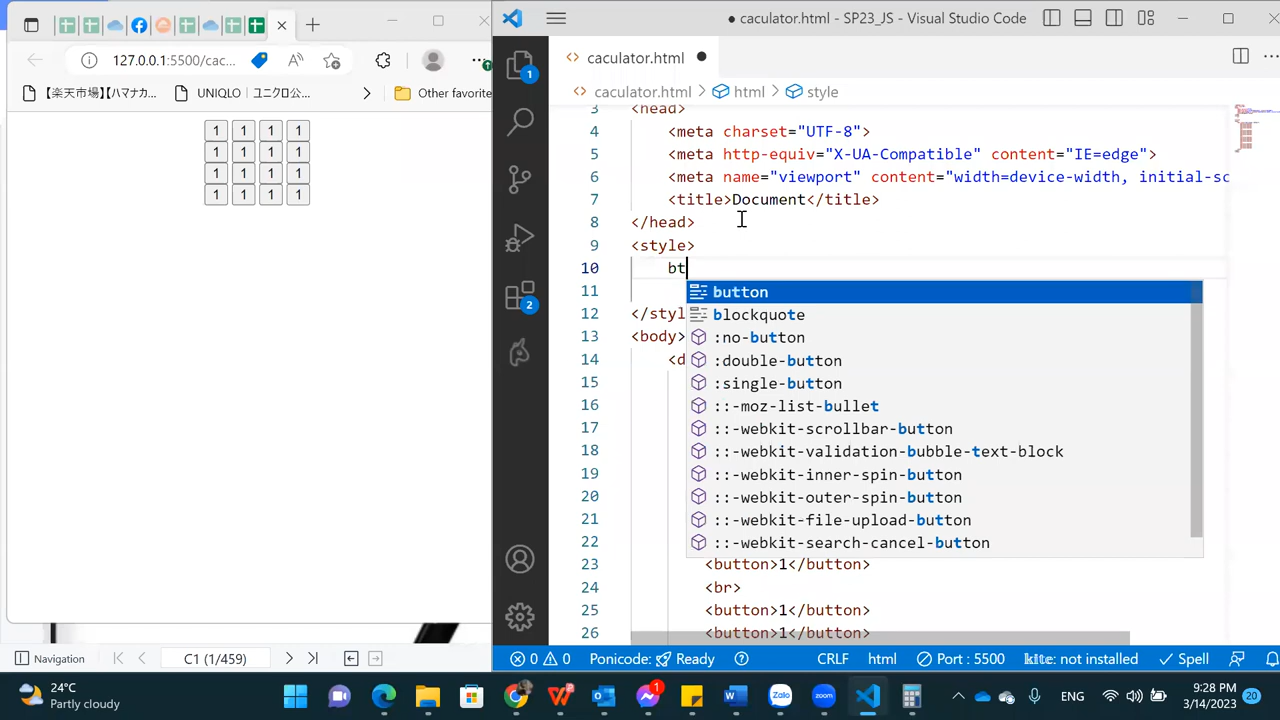 127.0.0.1:5500/cac...
【楽天市場】【ハマナカ...
UNIQLO | ユニクロ公...
Other favorite
1 1 1 1
1 1 1 1
1 1 1 1
1 1 1 1
Navigation
C1 (1/459)
● caculator.html - SP23_JS - Visual Studio Code
<> caculator.html ●
<> caculator.html > html > style
1
2
3 <head>
4 <meta charset="UTF-8">
5 <meta http-equiv="X-UA-Compatible" content="IE=edge">
6 <meta name="viewport" content="width=device-width, initial-sc
7 <title>Document</title>
8 </head>
9 <style>
10 bt
11
12 </styl
13 <body>
14 <d
15
16
17
18
19
20
21
22
button
blockquote
:no-button
:double-button
:single-button
::-moz-list-bullet
::-webkit-scrollbar-button
::-webkit-validation-bubble-text-block
::-webkit-inner-spin-button
::-webkit-outer-spin-button
::-webkit-file-upload-button
::-webkit-search-cancel-button
23 <button>1</button>
24 <br>
25 <button>1</button>
26 <button>1</button>
0 0 Ponicode: Ready CRLF html Port : 5500 kite: not installed Spell
24°C
Partly cloudy
1
Zalo
zoom
ENG
9:28 PM
3/14/2023
20